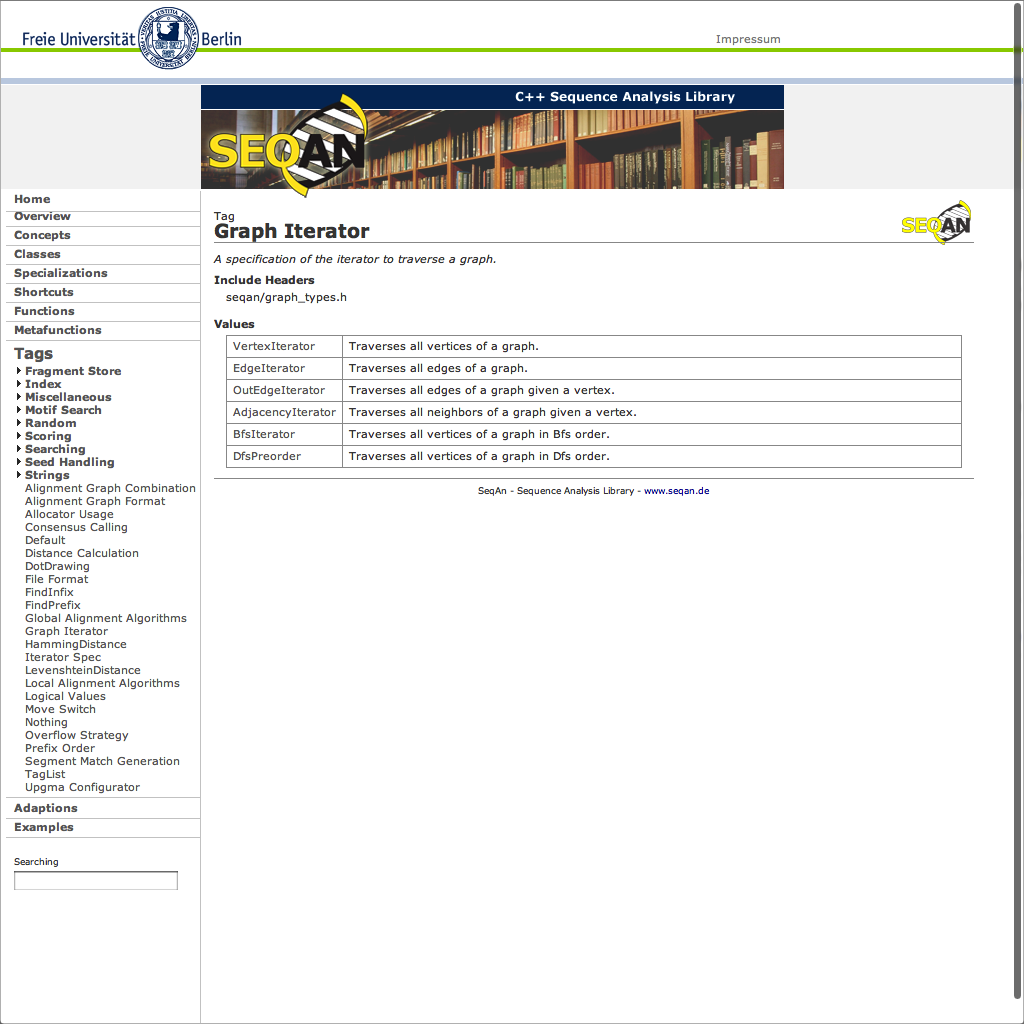 Freie Universität Berlin
Impressum
C++ Sequence Analysis Library
SEQAN
Home
Overview
Concepts
Classes
Specializations
Shortcuts
Functions
Metafunctions
Tags
Fragment Store
Index
Miscellaneous
Motif Search
Random
Scoring
Searching
Seed Handling
Strings
Alignment Graph Combination
Alignment Graph Format
Allocator Usage
Consensus Calling
Default
Distance Calculation
DotDrawing
File Format
FindInfix
FindPrefix
Global Alignment Algorithms
Graph Iterator
HammingDistance
Iterator Spec
LevenshteinDistance
Local Alignment Algorithms
Logical Values
Move Switch
Nothing
Overflow Strategy
Prefix Order
Segment Match Generation
TagList
Upgma Configurator
Adaptions
Examples
Searching
Tag
Graph Iterator
SEQAN
A specification of the iterator to traverse a graph.
Include Headers
seqan/graph_types.h
Values
VertexIterator Traverses all vertices of a graph.
EdgeIterator Traverses all edges of a graph.
OutEdgeIterator Traverses all edges of a graph given a vertex.
AdjacencyIterator Traverses all neighbors of a graph given a vertex.
BfsIterator Traverses all vertices of a graph in Bfs order.
DfsPreorder Traverses all vertices of a graph in Dfs order.
SeqAn - Sequence Analysis Library - www.seqan.de